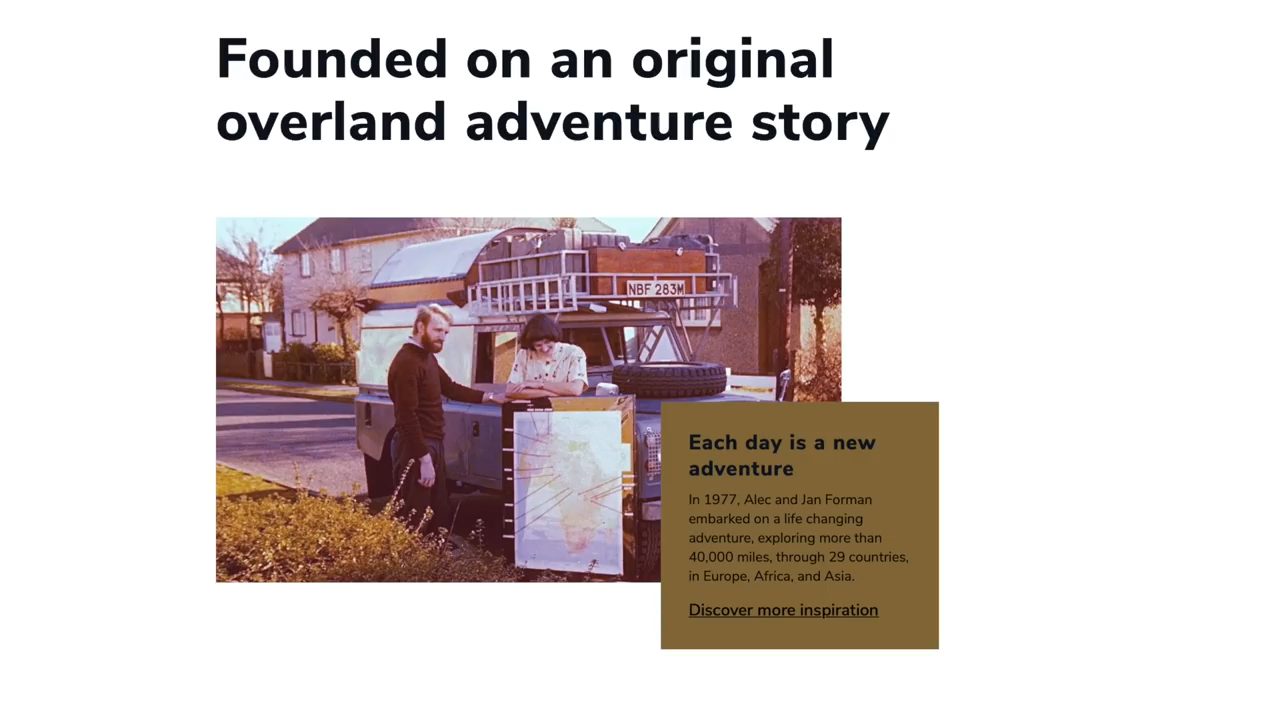 Founded on an original
overland adventure story
NBF 283M
Each day is a new
adventure
In 1977, Alec and Jan Forman
embarked on a life changing
adventure, exploring more than
40,000 miles, through 29 countries,
in Europe, Africa, and Asia.
Discover more inspiration